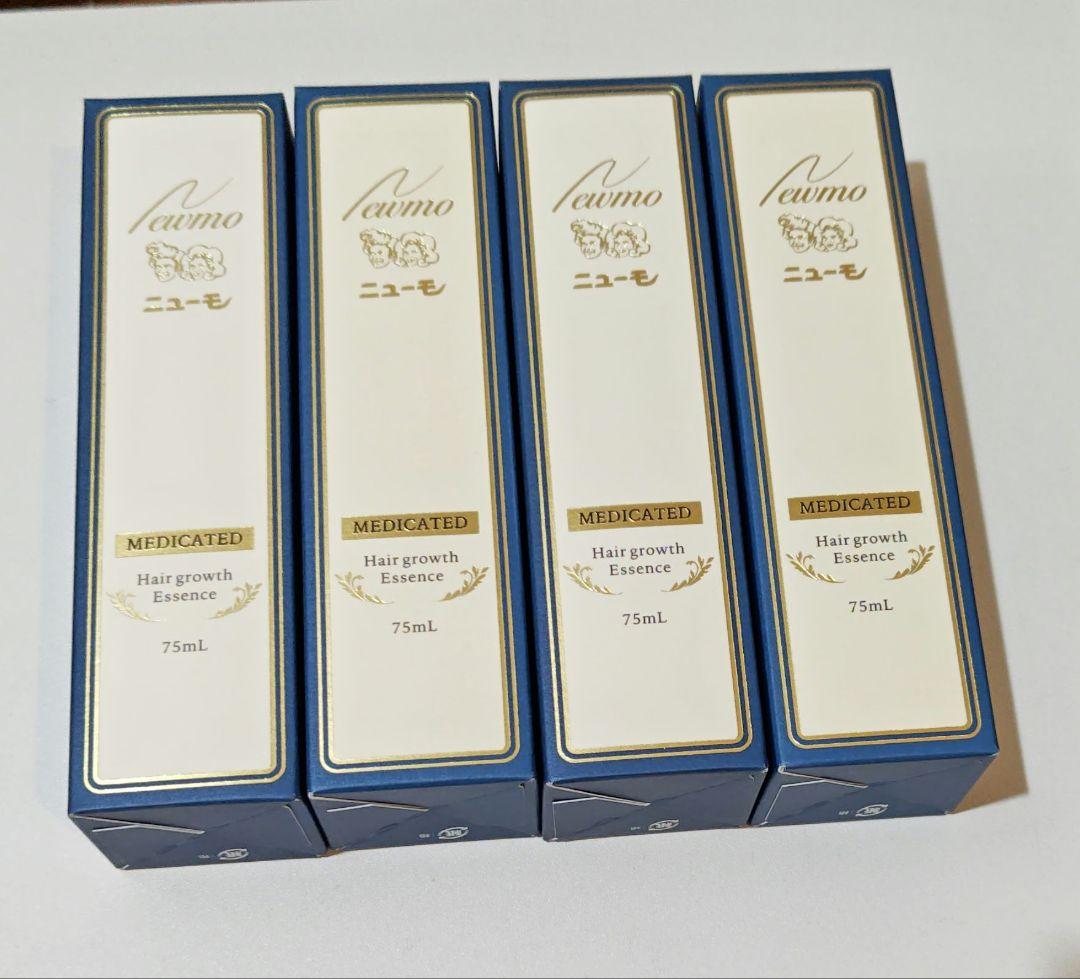 Newmo
ニューモ
MEDICATED
Hair growth
Essence
75mL
Newmo
ニューモ
MEDICATED
Hair growth
Essence
75mL
Newmo
ニューモ
MEDICATED
Hair growth
Essence
75mL
Newmo
ニューモ
MEDICATED
Hair growth
Essence
75mL